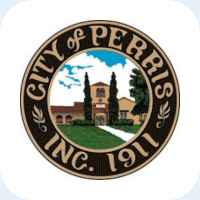 CITY of PERRIS
INC. 1911